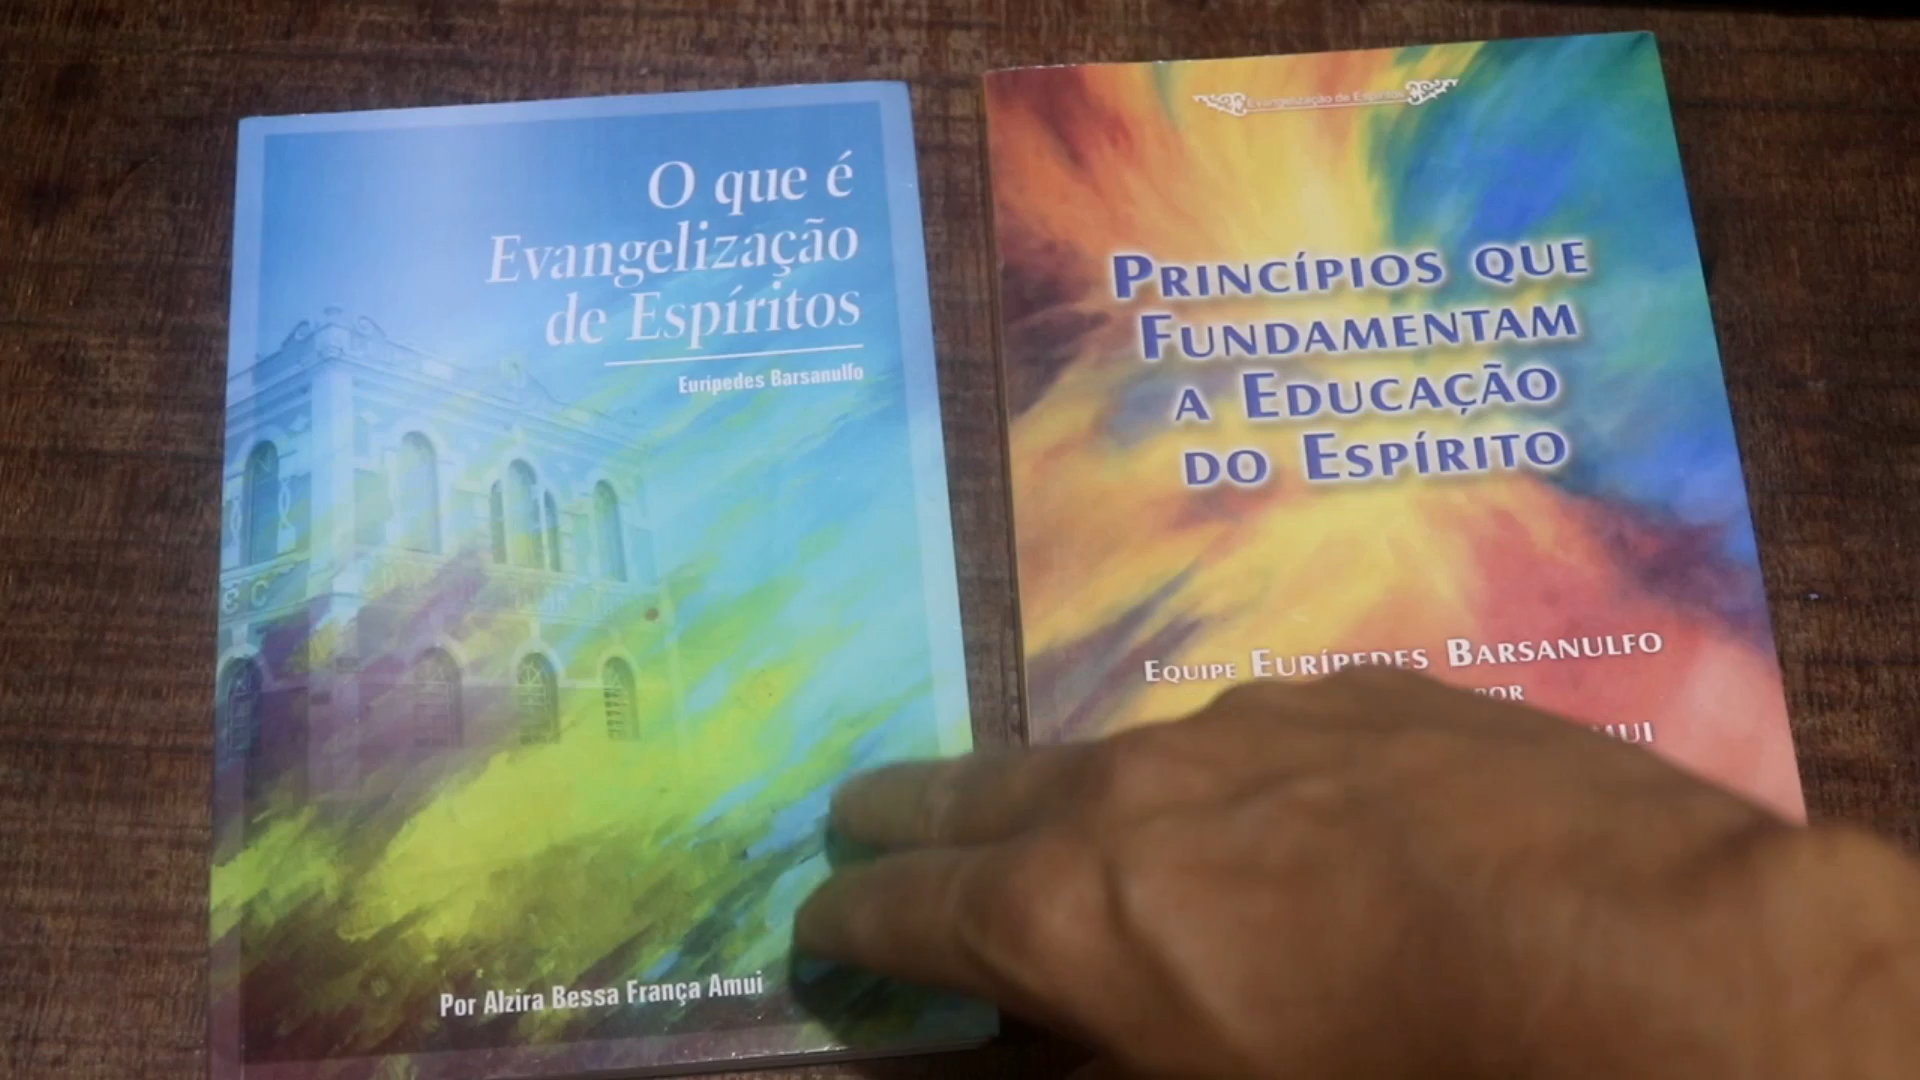 O que é
Evangelização
de Espíritos
Eurípedes Barsanulfo
Por Alzira Bessa França Amui
Evangelização de Espíritos
PRINCÍPIOS QUE
FUNDAMENTAM
A EDUCAÇÃO
DO ESPÍRITO
EQUIPE EURÍPEDES BARSANULFO